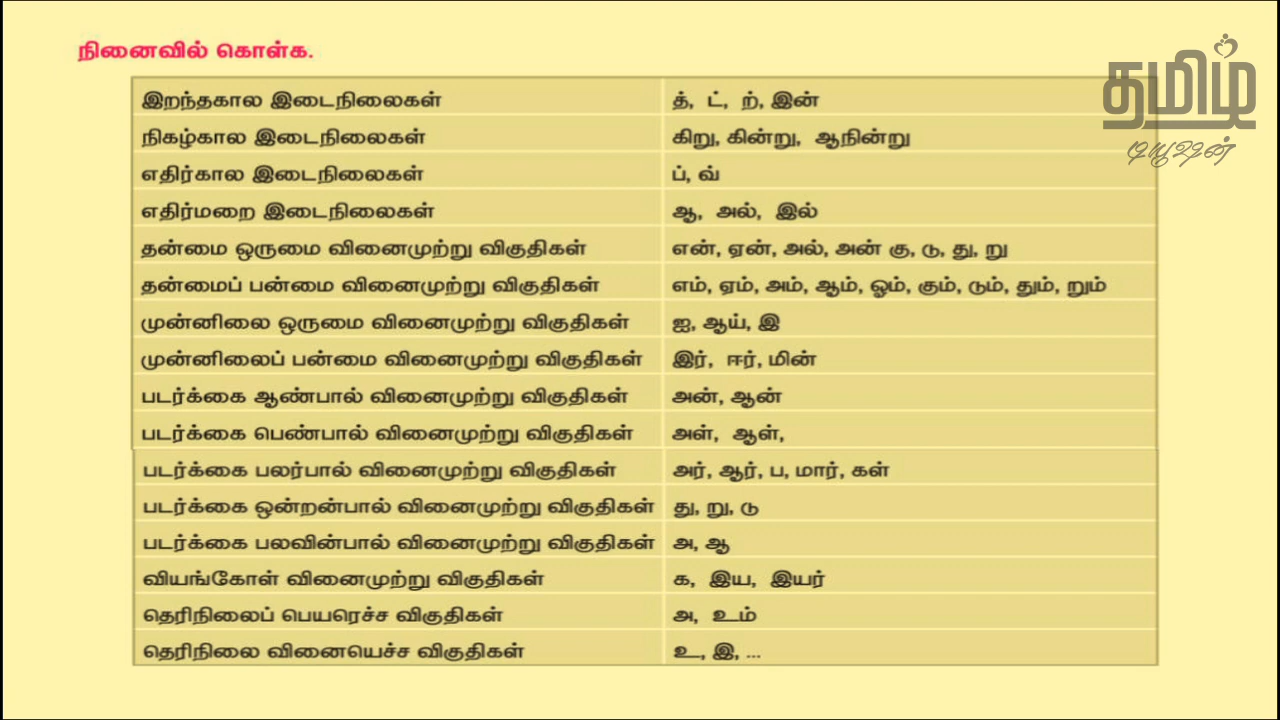 நினைவில் கொள்க.
தமிழ்
டியூஷன்
இறந்தகால இடைநிலைகள் த், ட், ற், இன்
நிகழ்கால இடைநிலைகள் கிறு, கின்று, ஆநின்று
எதிர்கால இடைநிலைகள் ப், வ்
எதிர்மறை இடைநிலைகள் ஆ, அல், இல்
தன்மை ஒருமை வினைமுற்று விகுதிகள் என், ஏன், அல், அன் கு, டு, து, று
தன்மைப் பன்மை வினைமுற்று விகுதிகள் எம், ஏம், அம், ஆம், ஓம், கும், டும், தும், றும்
முன்னிலை ஒருமை வினைமுற்று விகுதிகள் ஐ, ஆய், இ
முன்னிலைப் பன்மை வினைமுற்று விகுதிகள் இர், ஈர், மின்
படர்க்கை ஆண்பால் வினைமுற்று விகுதிகள் அன், ஆன்
படர்க்கை பெண்பால் வினைமுற்று விகுதிகள் அள், ஆள்,
படர்க்கை பலர்பால் வினைமுற்று விகுதிகள் அர், ஆர், ப, மார், கள்
படர்க்கை ஒன்றன்பால் வினைமுற்று விகுதிகள் து, று, டு
படர்க்கை பலவின்பால் வினைமுற்று விகுதிகள் அ, ஆ
வியங்கோள் வினைமுற்று விகுதிகள் க, இய, இயர்
தெரிநிலைப் பெயரெச்ச விகுதிகள் அ, உம்
தெரிநிலை வினையெச்ச விகுதிகள் உ, இ, ...